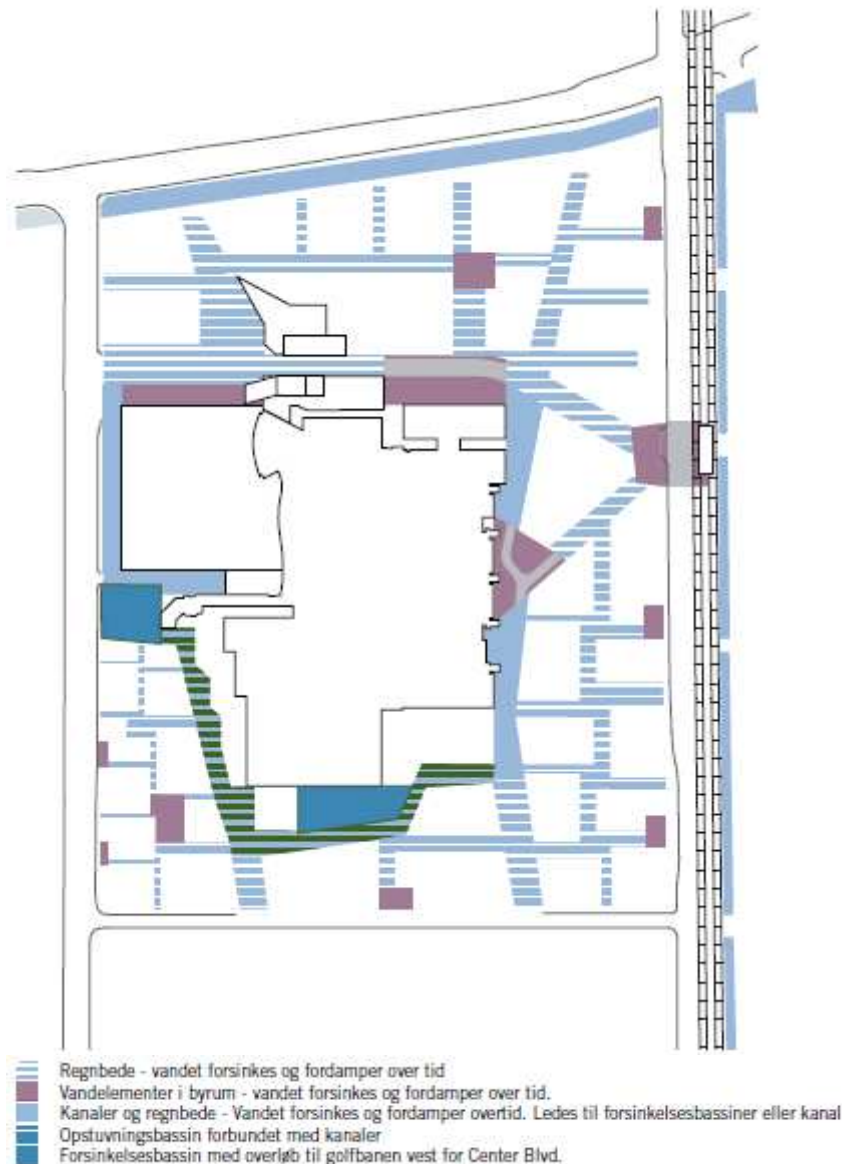 Regnbede - vandet forsinkes og fordamper over tid
Vandelementer i byrum - vandet forsinkes og fordamper over tid.
Kanaler og regnbede - Vandet forsinkes og fordamper overtid. Ledes til forsinkelsesbassiner eller kanal
Opstuvningsbassin forbundet med kanaler
Forsinkelsesbassin med overløb til golfbanen vest for Center Blvd.